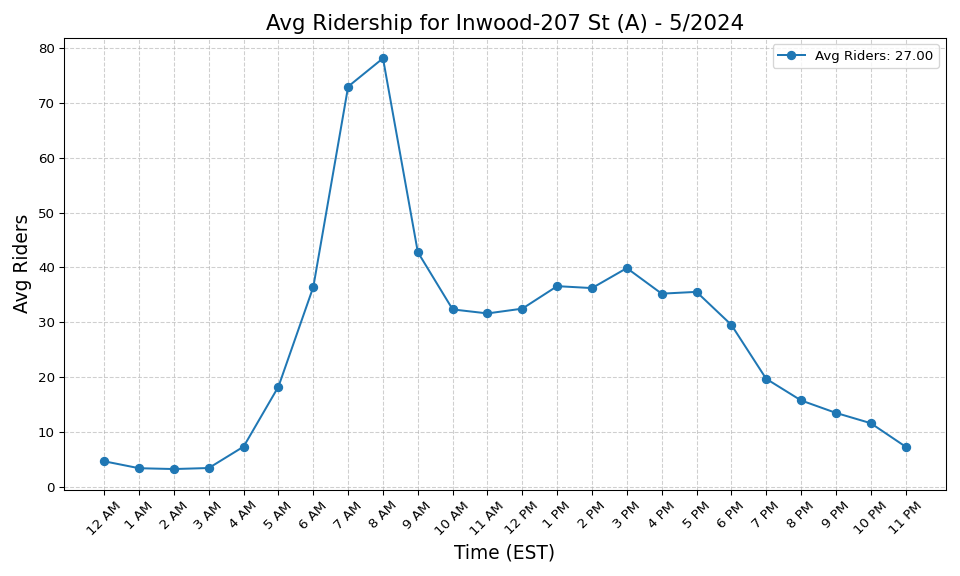 Avg Ridership for Inwood-207 St (A) - 5/2024
Avg Riders: 27.00
Avg Riders
80
70
60
50
40
30
20
10
0
12 AM
1 AM
2 AM
3 AM
4 AM
5 AM
6 AM
7 AM
8 AM
9 AM
10 AM
11 AM
12 PM
1 PM
2 PM
3 PM
4 PM
5 PM
6 PM
7 PM
8 PM
9 PM
10 PM
11 PM
Time (EST)